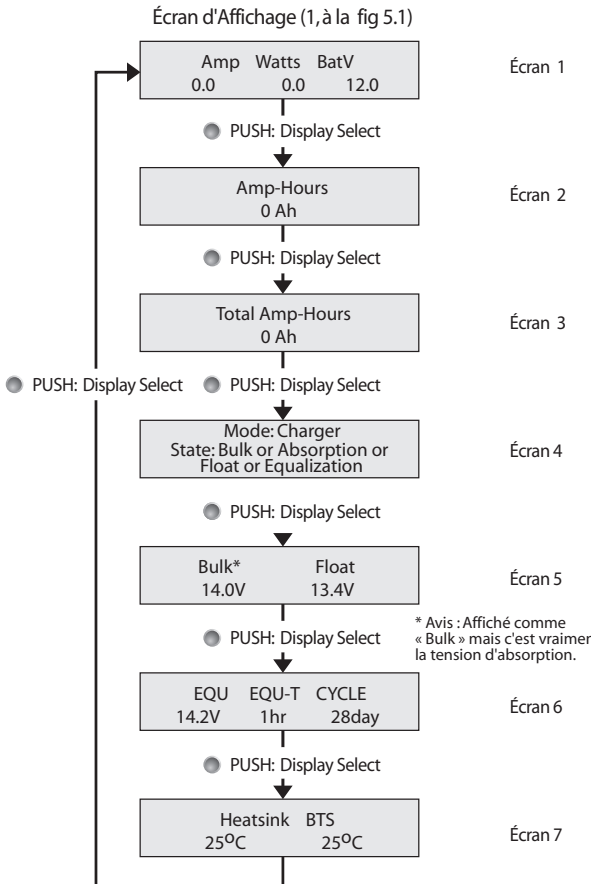 Écran d'Affichage (1, à la fig 5.1)
Amp Watts BatV
0.0 0.0 12.0
Écran 1
PUSH: Display Select
Amp-Hours
0 Ah
Écran 2
PUSH: Display Select
Total Amp-Hours
0 Ah
Écran 3
PUSH: Display Select
PUSH: Display Select
Mode: Charger
State: Bulk or Absorption or
Float or Equalization
Écran 4
PUSH: Display Select
Bulk* Float
14.0V 13.4V
Écran 5
* Avis : Affiché comme
« Bulk » mais c'est vraimer
la tension d'absorption.
PUSH: Display Select
EQU EQU-T CYCLE
14.2V 1hr 28day
Écran 6
PUSH: Display Select
Heatsink BTS
25°C 25°C
Écran 7